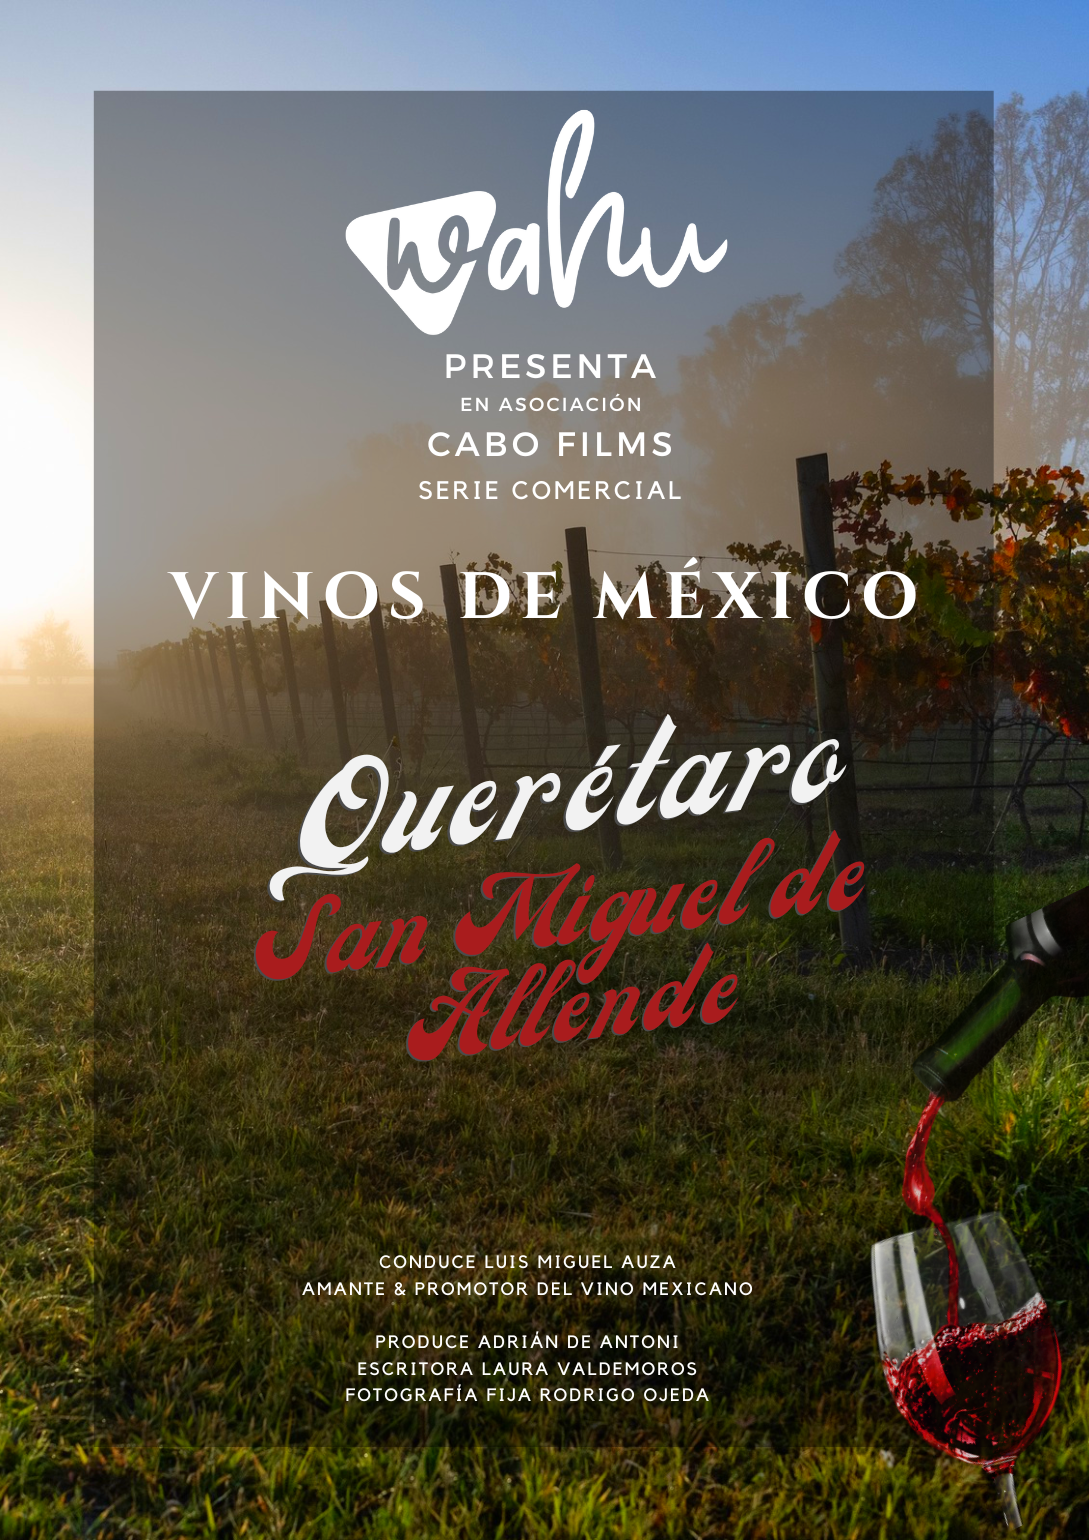 wahu
PRESENTA
EN ASOCIACIÓN
CABO FILMS
SERIE COMERCIAL
VINOS DE MÉXICO
Querétaro
San Miguel de
Allende
CONDUCE LUIS MIGUEL AUZA
AMANTE & PROMOTOR DEL VINO MEXICANO
PRODUCE ADRIÁN DE ANTONI
ESCRITORA LAURA VALDEMOROS
FOTOGRAFÍA FIJA RODRIGO OJEDA